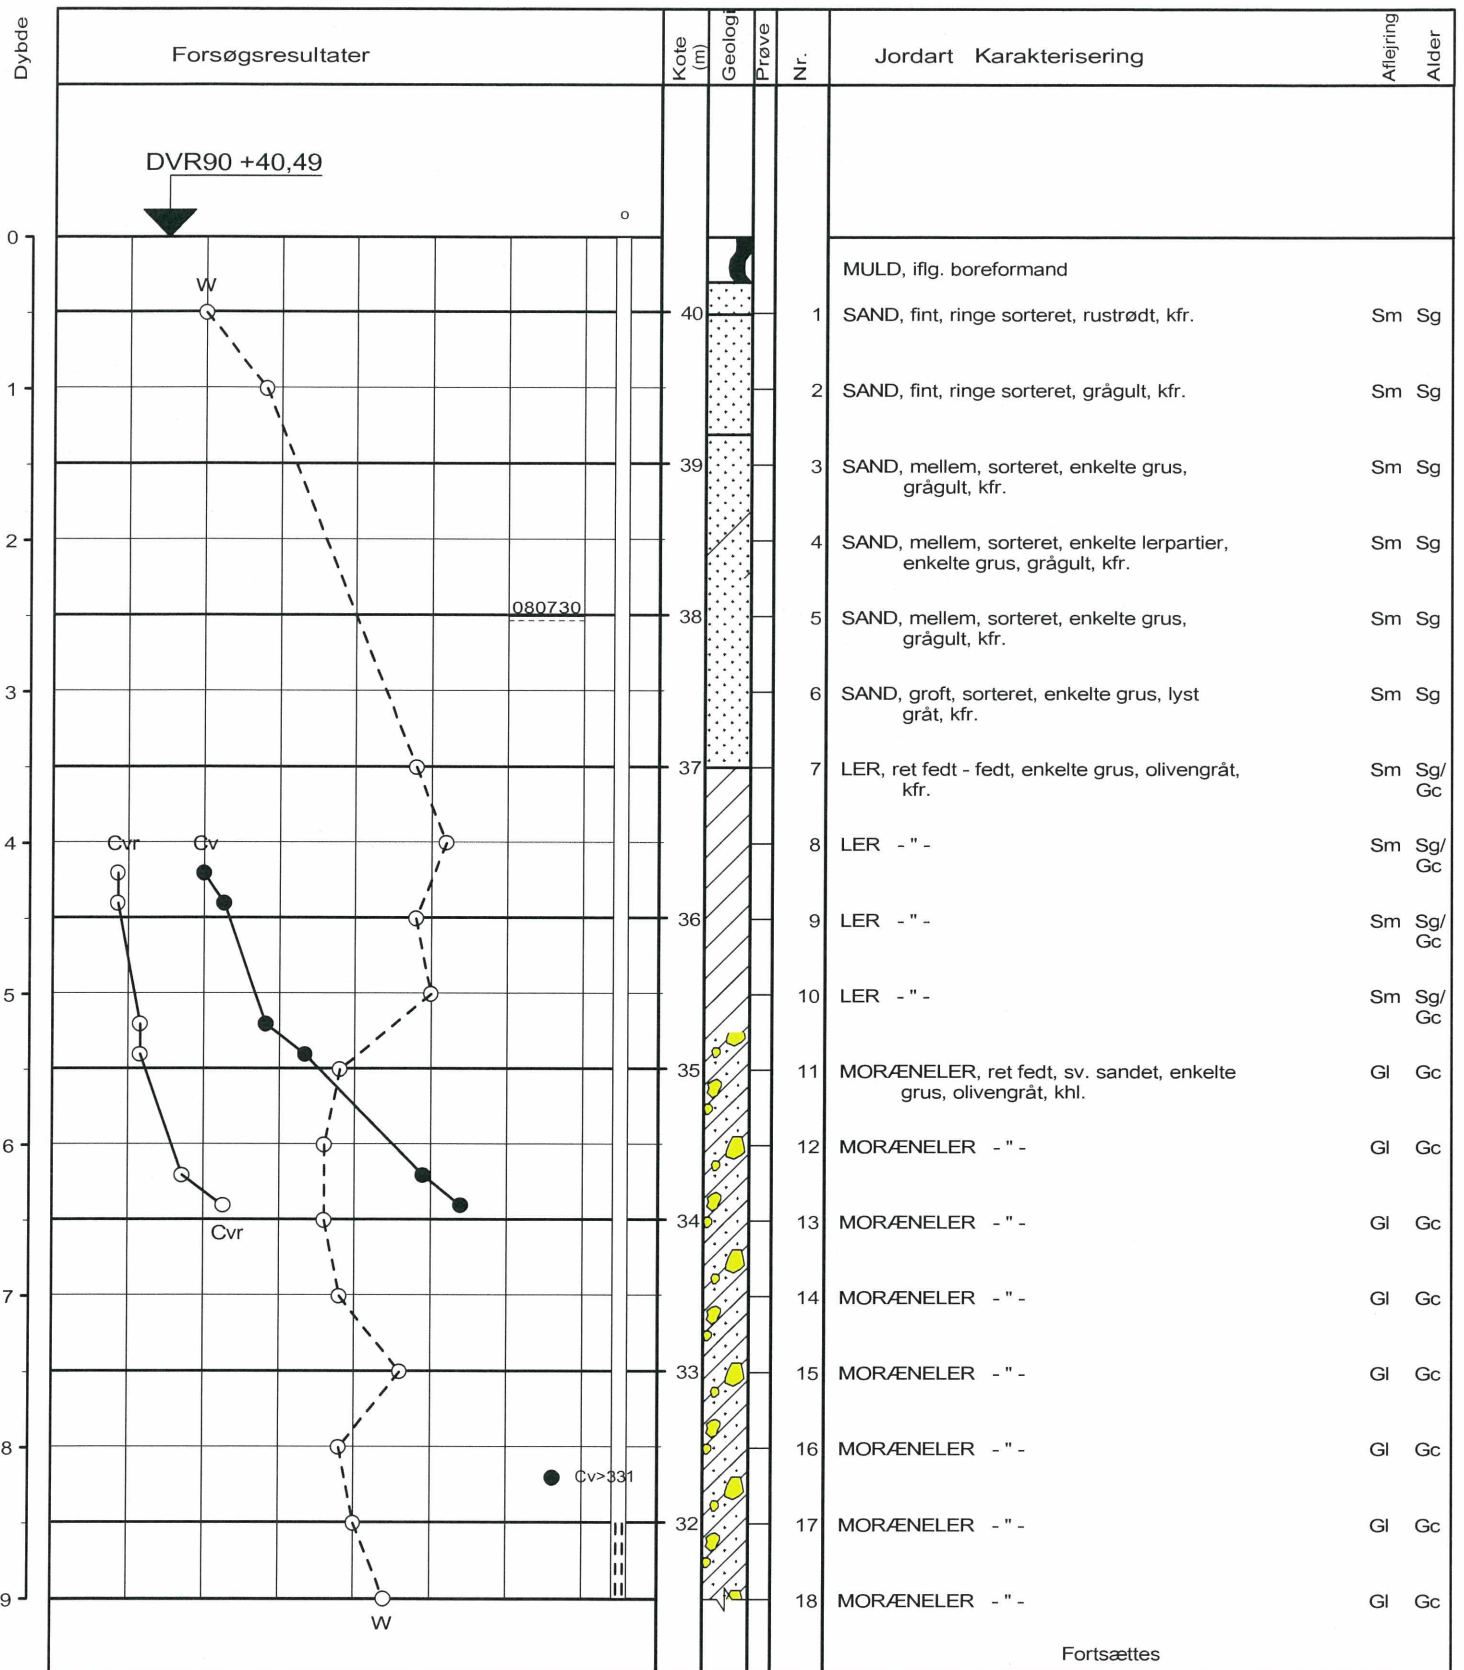 Dybde
Forsøgsresultater
Kote
(m)
Geologi
Prøve
Nr.
Jordart Karakterisering
Aflejring
Alder
DVR90 +40,49
o
0
MULD, iflg. boreformand
W
40
1 SAND, fint, ringe sorteret, rustrødt, kfr. Sm Sg
1
2 SAND, fint, ringe sorteret, grågult, kfr. Sm Sg
39
3 SAND, mellem, sorteret, enkelte grus, Sm Sg
grågult, kfr.
2
4 SAND, mellem, sorteret, enkelte lerpartier, Sm Sg
enkelte grus, grågult, kfr.
080730
38
5 SAND, mellem, sorteret, enkelte grus, Sm Sg
grågult, kfr.
3
6 SAND, groft, sorteret, enkelte grus, lyst Sm Sg
gråt, kfr.
37
7 LER, ret fedt - fedt, enkelte grus, olivengråt, Sm Sg/
kfr. Gc
4
Cvr Cv
8 LER - " - Sm Sg/
Gc
36
9 LER - " - Sm Sg/
Gc
5
10 LER - " - Sm Sg/
Gc
35
11 MORÆNELER, ret fedt, sv. sandet, enkelte Gl Gc
grus, olivengråt, khl.
6
12 MORÆNELER - " - Gl Gc
34
13 MORÆNELER - " - Gl Gc
Cvr
7
14 MORÆNELER - " - Gl Gc
33
15 MORÆNELER - " - Gl Gc
8
16 MORÆNELER - " - Gl Gc
Cv>331
32
17 MORÆNELER - " - Gl Gc
9
18 MORÆNELER - " - Gl Gc
W
Fortsættes